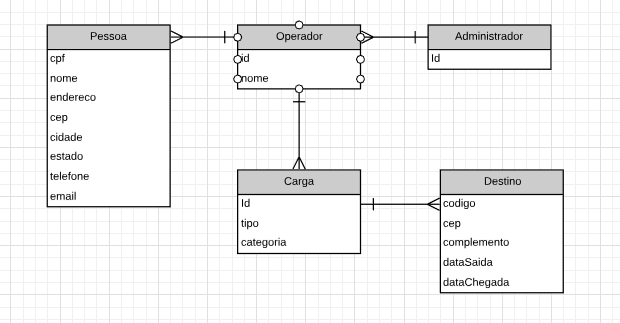 Pessoa
cpf
nome
endereco
cep
cidade
estado
telefone
email
Operador
id
nome
Administrador
Id
Carga
Id
tipo
categoria
Destino
codigo
cep
complemento
dataSaida
dataChegada